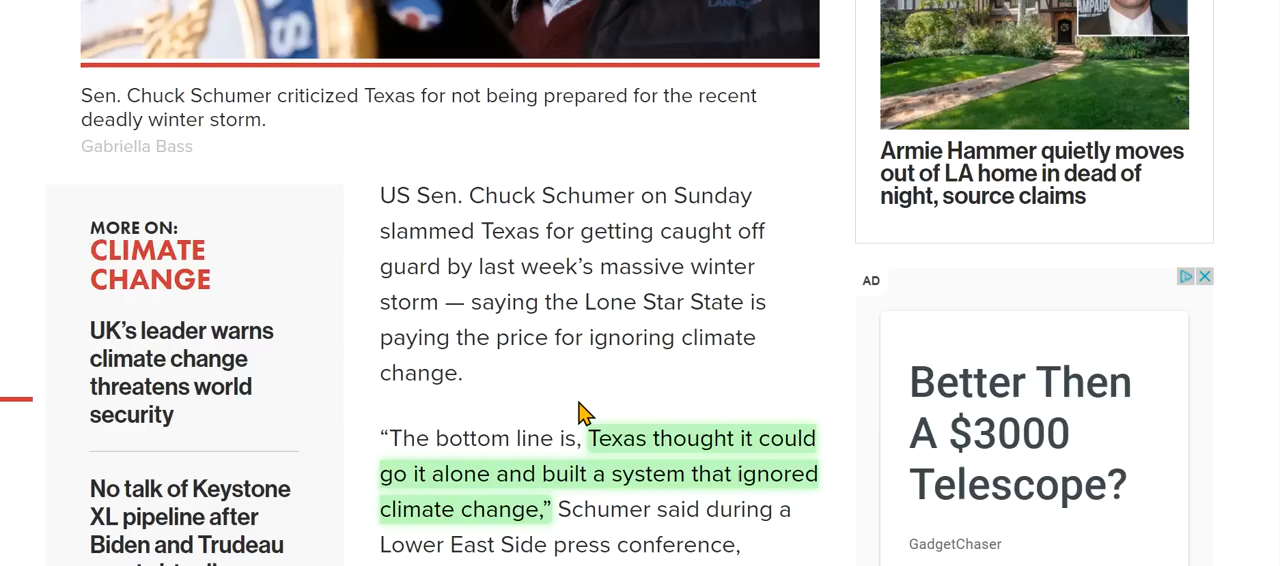 Sen. Chuck Schumer criticized Texas for not being prepared for the recent
deadly winter storm.
Gabriella Bass
MORE ON:
CLIMATE
CHANGE
UK’s leader warns
climate change
threatens world
security
No talk of Keystone
XL pipeline after
Biden and Trudeau
US Sen. Chuck Schumer on Sunday
slammed Texas for getting caught off
guard by last week’s massive winter
storm — saying the Lone Star State is
paying the price for ignoring climate
change.
“The bottom line is, Texas thought it could
go it alone and built a system that ignored
climate change,” Schumer said during a
Lower East Side press conference,
Armie Hammer quietly moves
out of LA home in dead of
night, source claims
AD
Better Then
A $3000
Telescope?
GadgetChaser